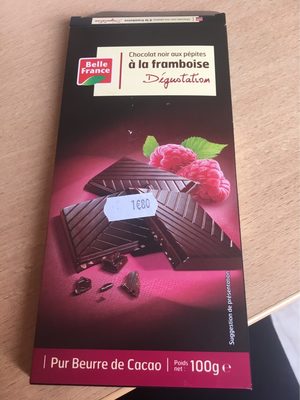 Belle
France
Chocolat noir aux pépites
à la framboise
Dégustation
1€80
Suggestion de présentation
Pur Beurre de Cacao
Poids
net :
100g e